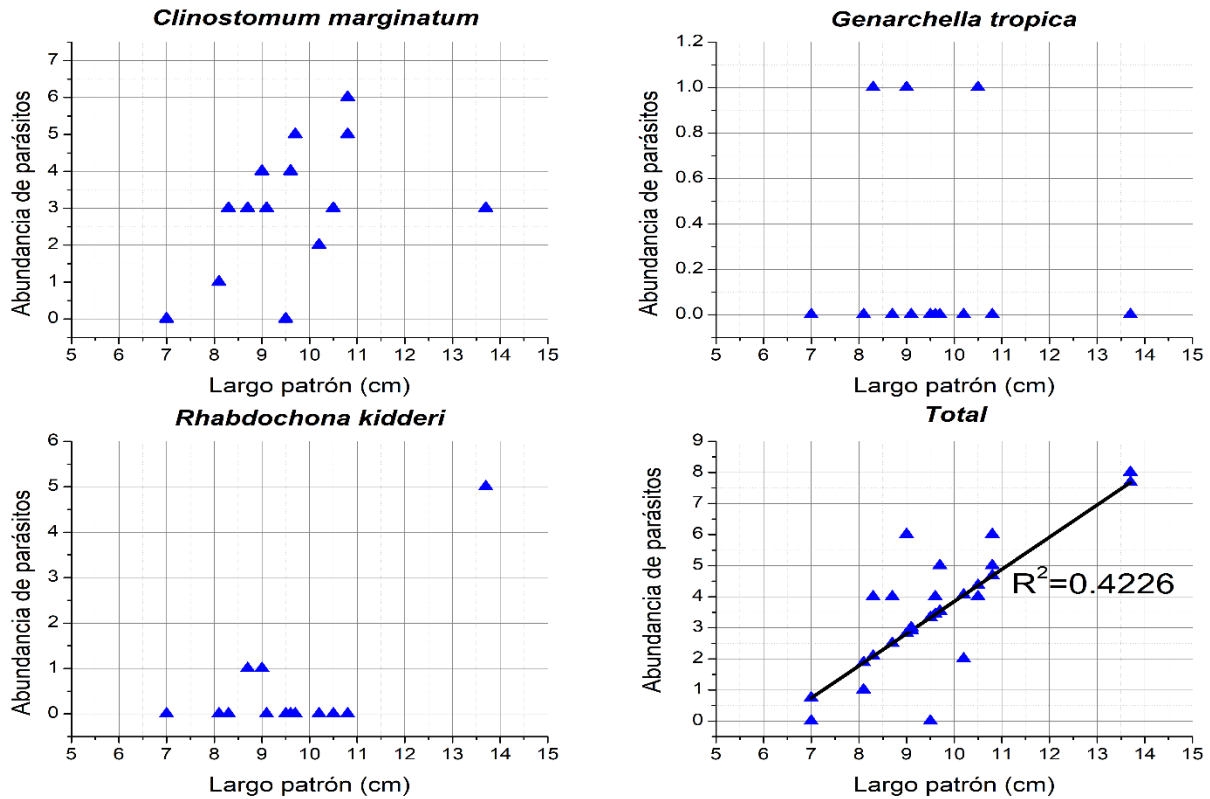 Clinostomum marginatum
7
6
5
4
3
2
1
0
Abundancia de parásitos
5 6 7 8 9 10 11 12 13 14 15
Largo patrón (cm)
Genarchella tropica
1.2
1.0
0.8
0.6
0.4
0.2
0.0
Abundancia de parásitos
5 6 7 8 9 10 11 12 13 14 15
Largo patrón (cm)
Rhabdochona kidderi
6
5
4
3
2
1
0
Abundancia de parásitos
5 6 7 8 9 10 11 12 13 14 15
Largo patrón (cm)
Total
9
8
7
6
5
4
3
2
1
0
Abundancia de parásitos
R²=0.4226
5 6 7 8 9 10 11 12 13 14 15
Largo patrón (cm)